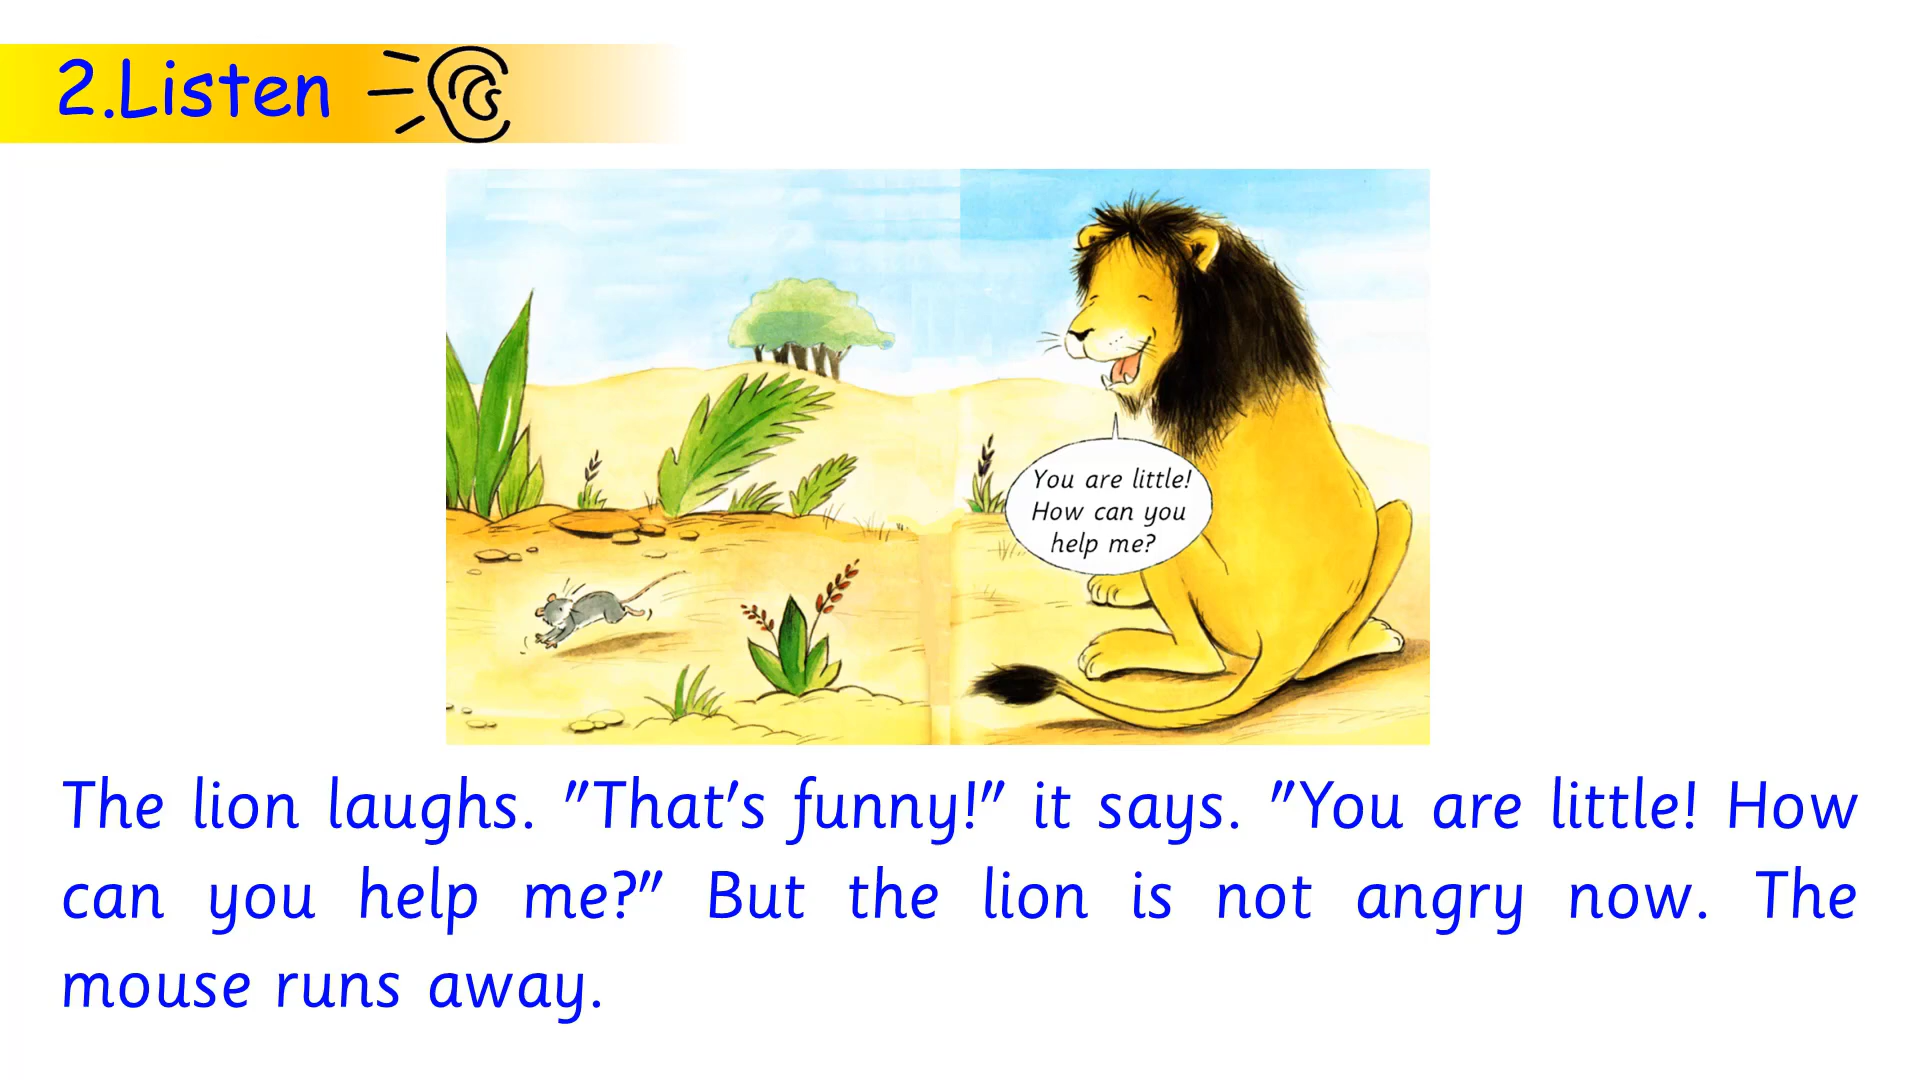 2.Listen
You are little!
How can you
help me?
The lion laughs. "That's funny!" it says. "You are little! How
can you help me?" But the lion is not angry now. The
mouse runs away.